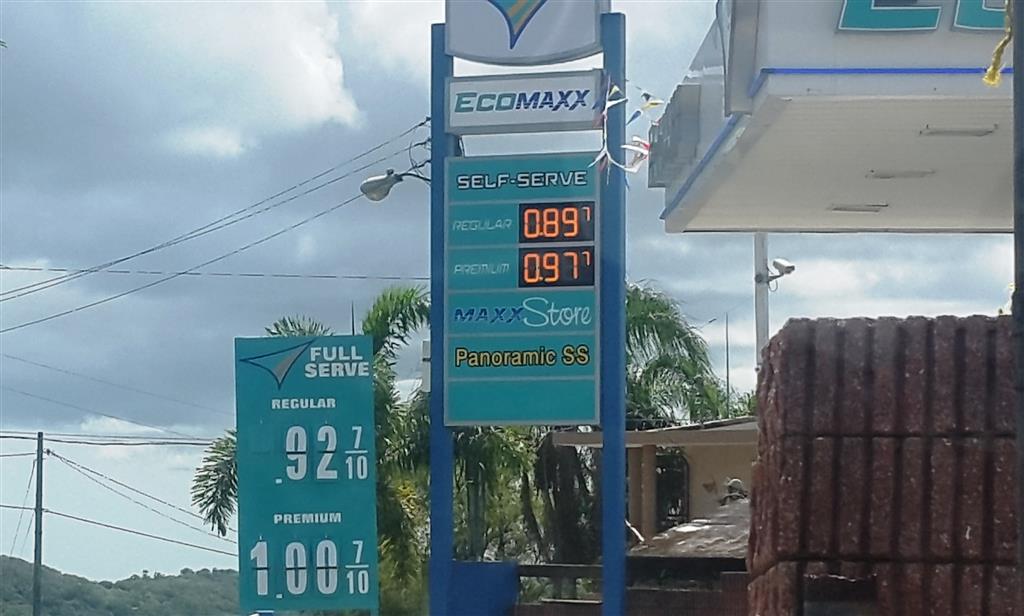 ECOMAXX
SELF-SERVE
REGULAR 0.89 7
PREMIUM 0.97 7
MAXX Store
Panoramic SS
FULL
SERVE
REGULAR
.92 7/10
PREMIUM
1.00 7/10